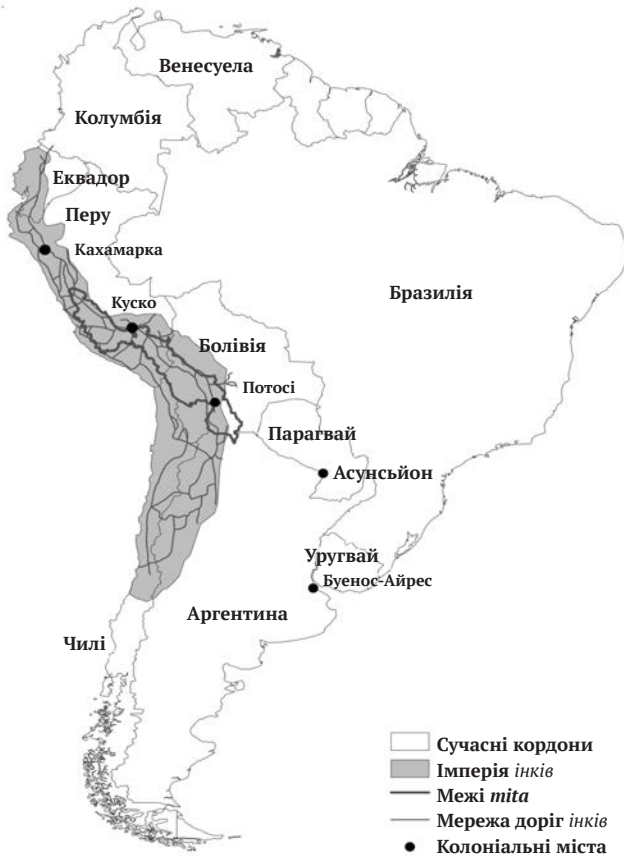 Венесуела
Колумбія
Еквадор
Перу
Кахамарка
Бразилія
Куско
Болівія
Потосі
Парагвай
Асунсьйон
Уругвай
Буенос-Айрес
Аргентина
Чилі
Сучасні кордони
Імперія інків
Межі mita
Мережа доріг інків
Колоніальні міста